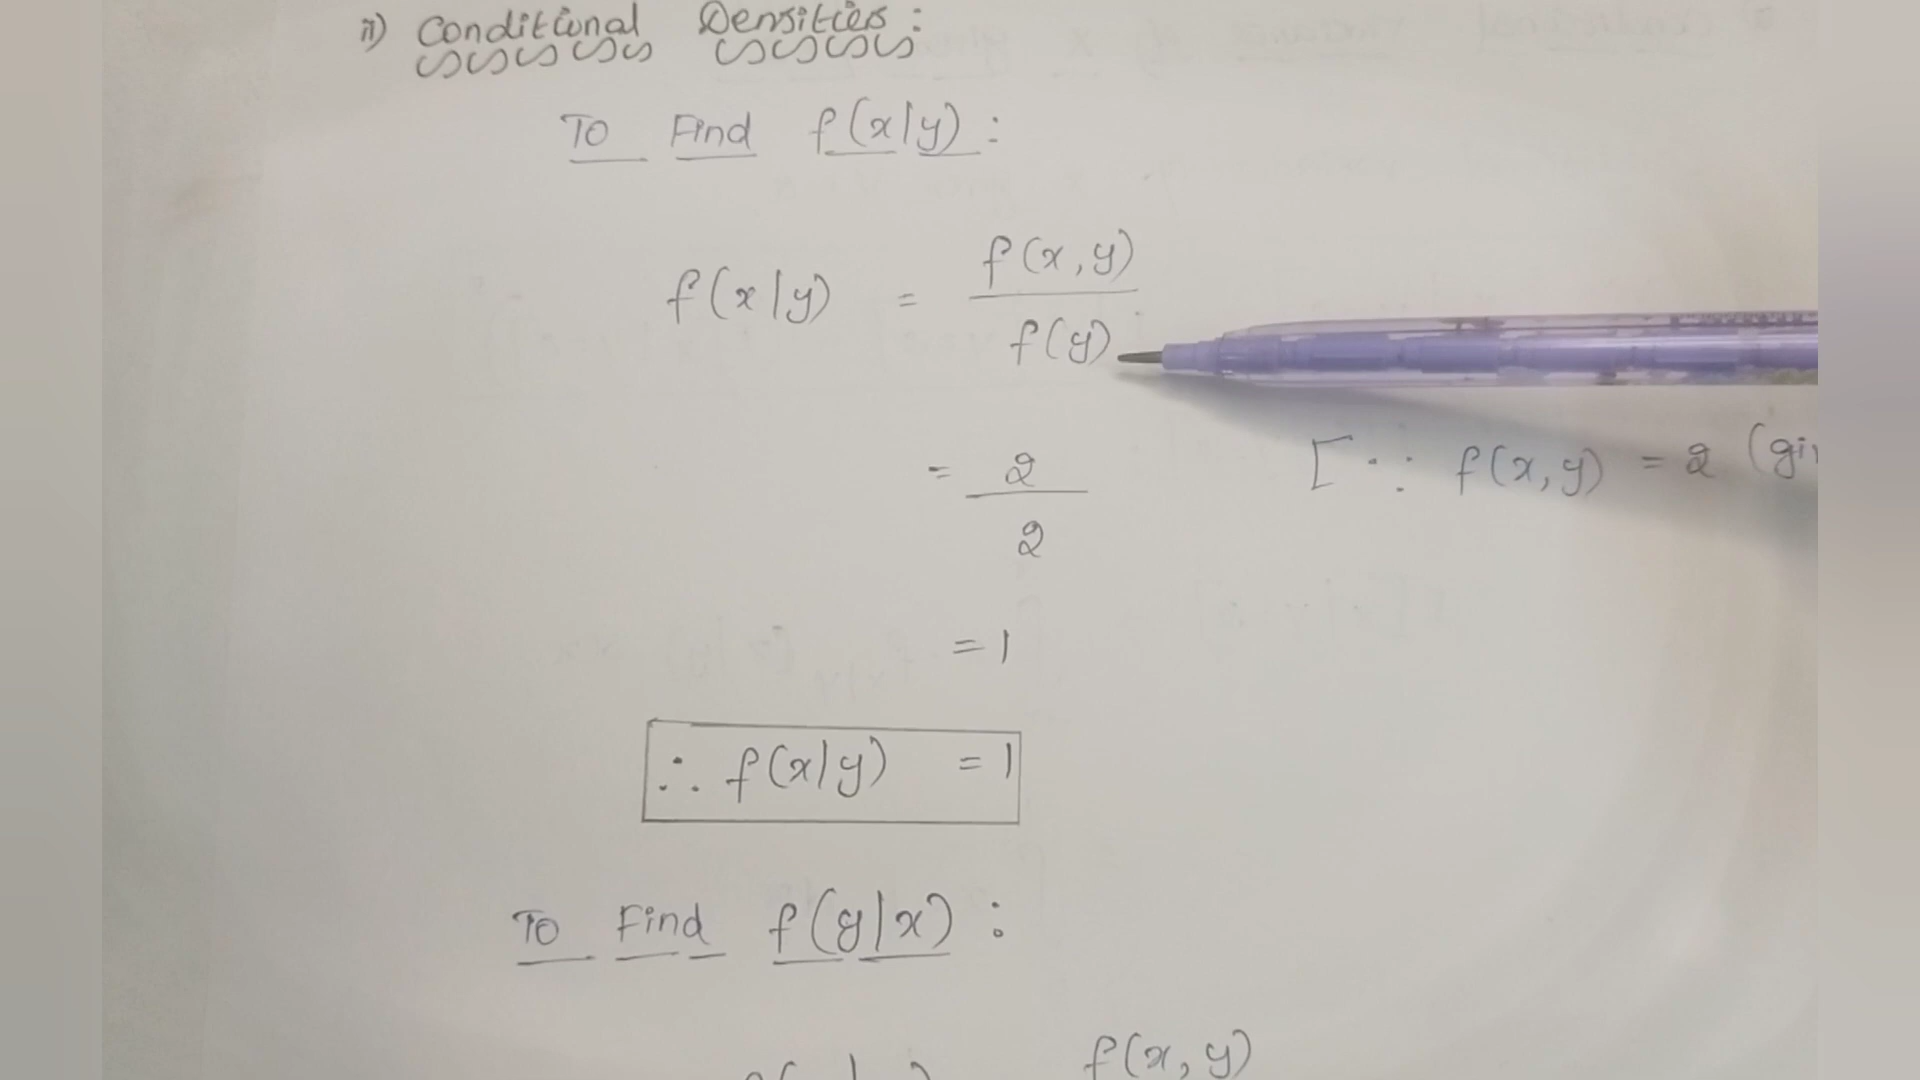 ii) Conditional Densities:
To Find f(x|y):
f(x|y) = f(x,y) / f(y)
= 2 / 2 [∵ f(x,y) = 2 (gi
= 1
∴ f(x|y) = 1
To Find f(y|x):
f(x,y)